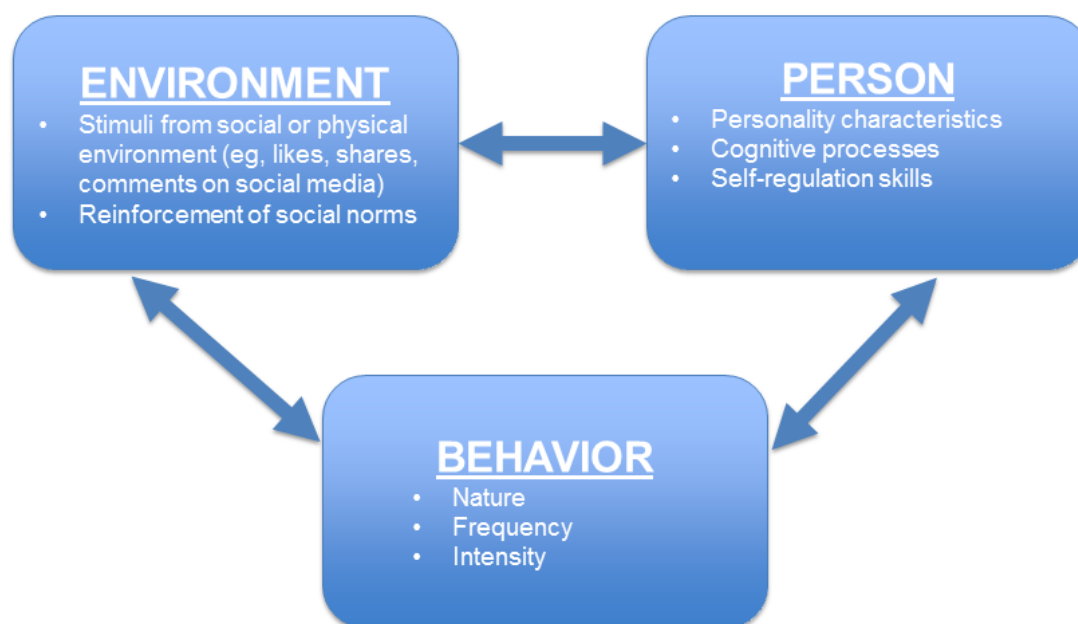 ENVIRONMENT
• Stimuli from social or physical
environment (eg, likes, shares,
comments on social media)
• Reinforcement of social norms
PERSON
• Personality characteristics
• Cognitive processes
• Self-regulation skills
BEHAVIOR
• Nature
• Frequency
• Intensity